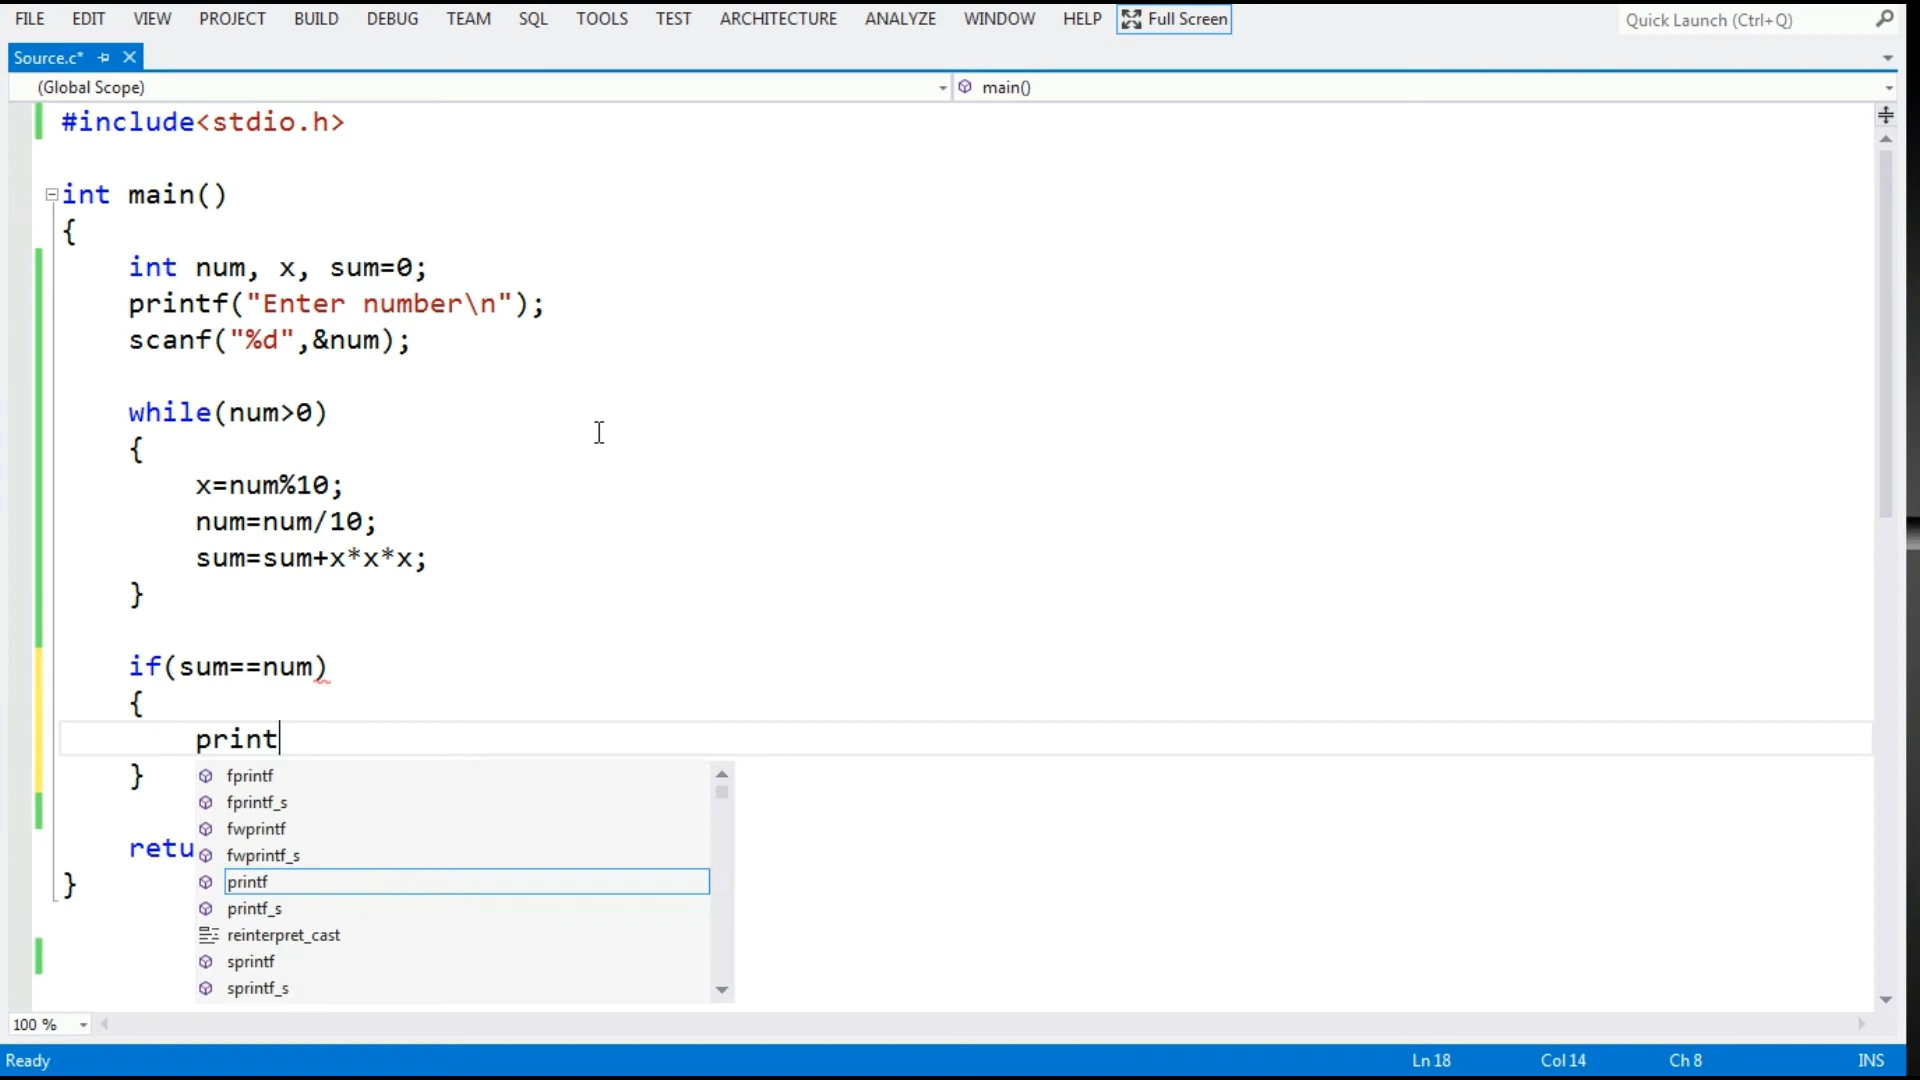 FILE EDIT VIEW PROJECT BUILD DEBUG TEAM SQL TOOLS TEST ARCHITECTURE ANALYZE WINDOW HELP Full Screen Quick Launch (Ctrl+Q)
Source.c*
(Global Scope) main()
#include<stdio.h>
int main()
{
int num, x, sum=0;
printf("Enter number\n");
scanf("%d",&num);
while(num>0)
{
x=num%10;
num=num/10;
sum=sum+x*x*x;
}
if(sum==num)
{
print
}
fprintf
fprintf_s
fwprintf
retu
fwprintf_s
}
printf
printf_s
reinterpret_cast
sprintf
sprintf_s
100 %
Ready Ln 18 Col 14 Ch 8 INS